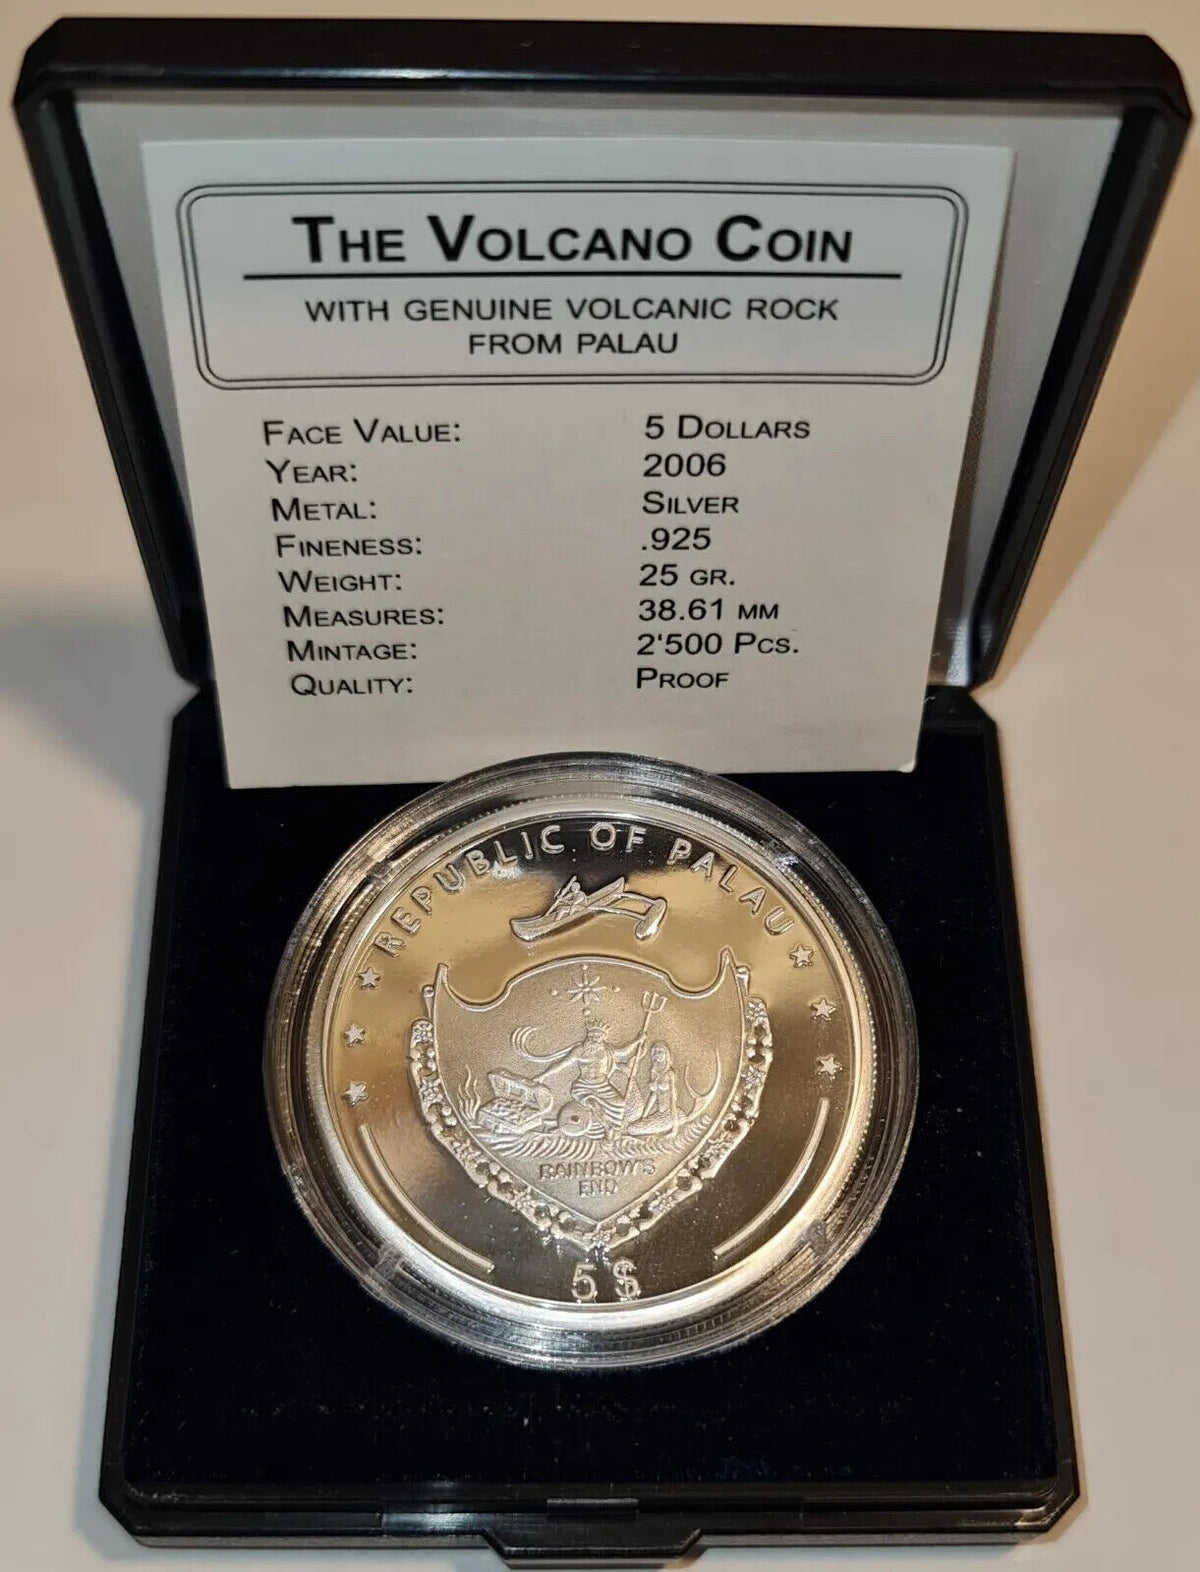 THE VOLCANO COIN
WITH GENUINE VOLCANIC ROCK
FROM PALAU
FACE VALUE: 5 DOLLARS
YEAR: 2006
METAL: SILVER
FINENESS: .925
WEIGHT: 25 GR.
MEASURES: 38.61 MM
MINTAGE: 2'500 PCS.
QUALITY: PROOF
REPUBLIC OF PALAU
RAINBOW'S
END
5 $